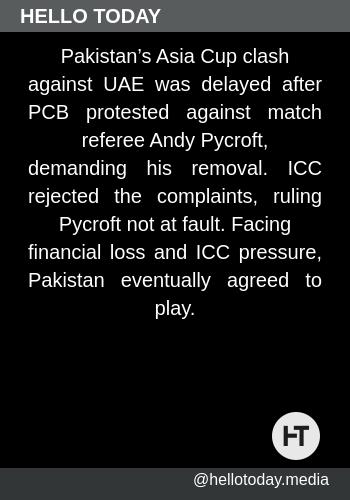 HELLO TODAY
Pakistan’s Asia Cup clash
against UAE was delayed after
PCB protested against match
referee Andy Pycroft,
demanding his removal. ICC
rejected the complaints, ruling
Pycroft not at fault. Facing
financial loss and ICC pressure,
Pakistan eventually agreed to
play.
HT
@hellotoday.media